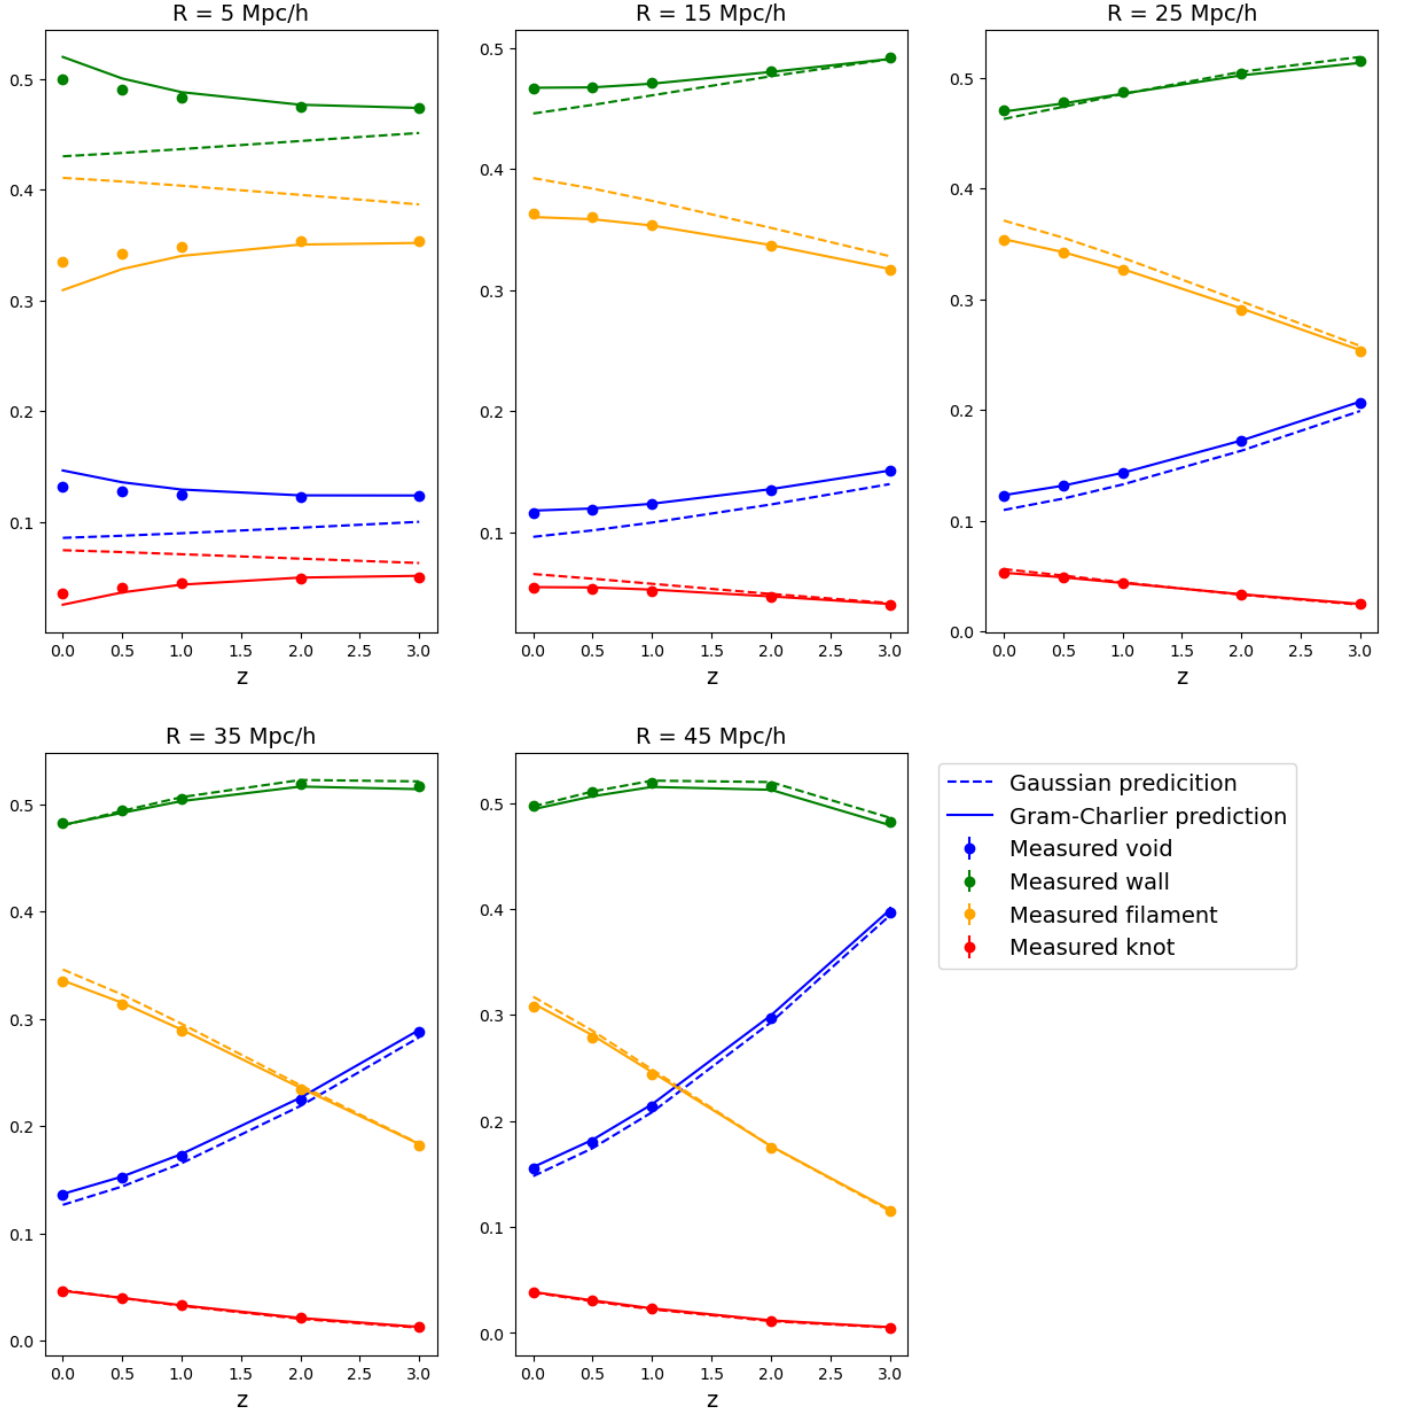 R = 5 Mpc/h
0.5
0.4
0.3
0.2
0.1
0.0 0.5 1.0 1.5 2.0 2.5 3.0
z
R = 15 Mpc/h
0.5
0.4
0.3
0.2
0.1
0.0 0.5 1.0 1.5 2.0 2.5 3.0
z
R = 25 Mpc/h
0.5
0.4
0.3
0.2
0.1
0.0
0.0 0.5 1.0 1.5 2.0 2.5 3.0
z
R = 35 Mpc/h
0.5
0.4
0.3
0.2
0.1
0.0
0.0 0.5 1.0 1.5 2.0 2.5 3.0
z
R = 45 Mpc/h
0.5
0.4
0.3
0.2
0.1
0.0
0.0 0.5 1.0 1.5 2.0 2.5 3.0
z
Gaussian predicition
Gram-Charlier prediction
Measured void
Measured wall
Measured filament
Measured knot